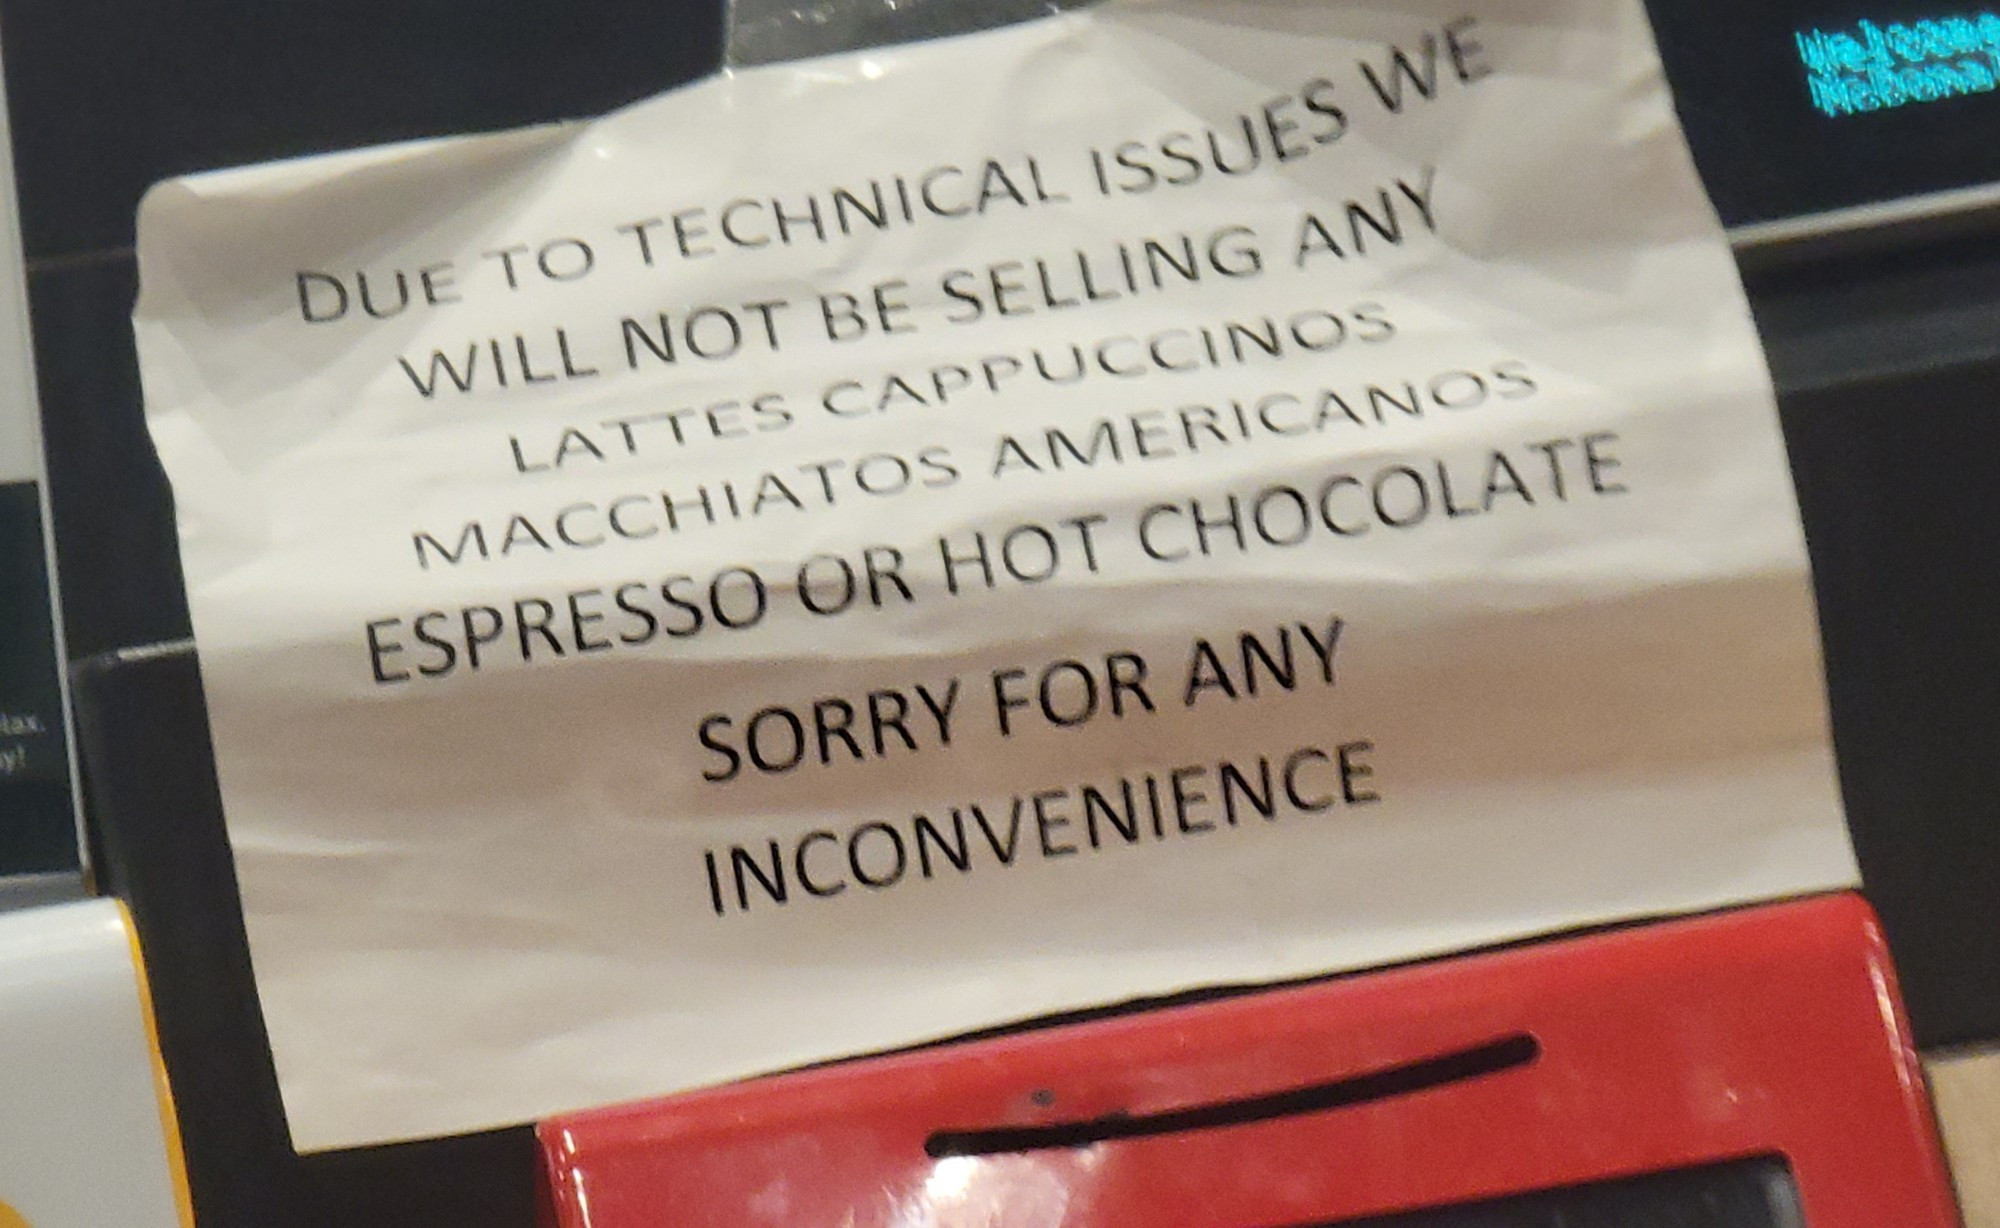 DUE TO TECHNICAL ISSUES WE
WILL NOT BE SELLING ANY
LATTES CAPPUCCINOS
MACCHIATOS AMERICANOS
ESPRESSO OR HOT CHOCOLATE
SORRY FOR ANY
INCONVENIENCE
Welcome